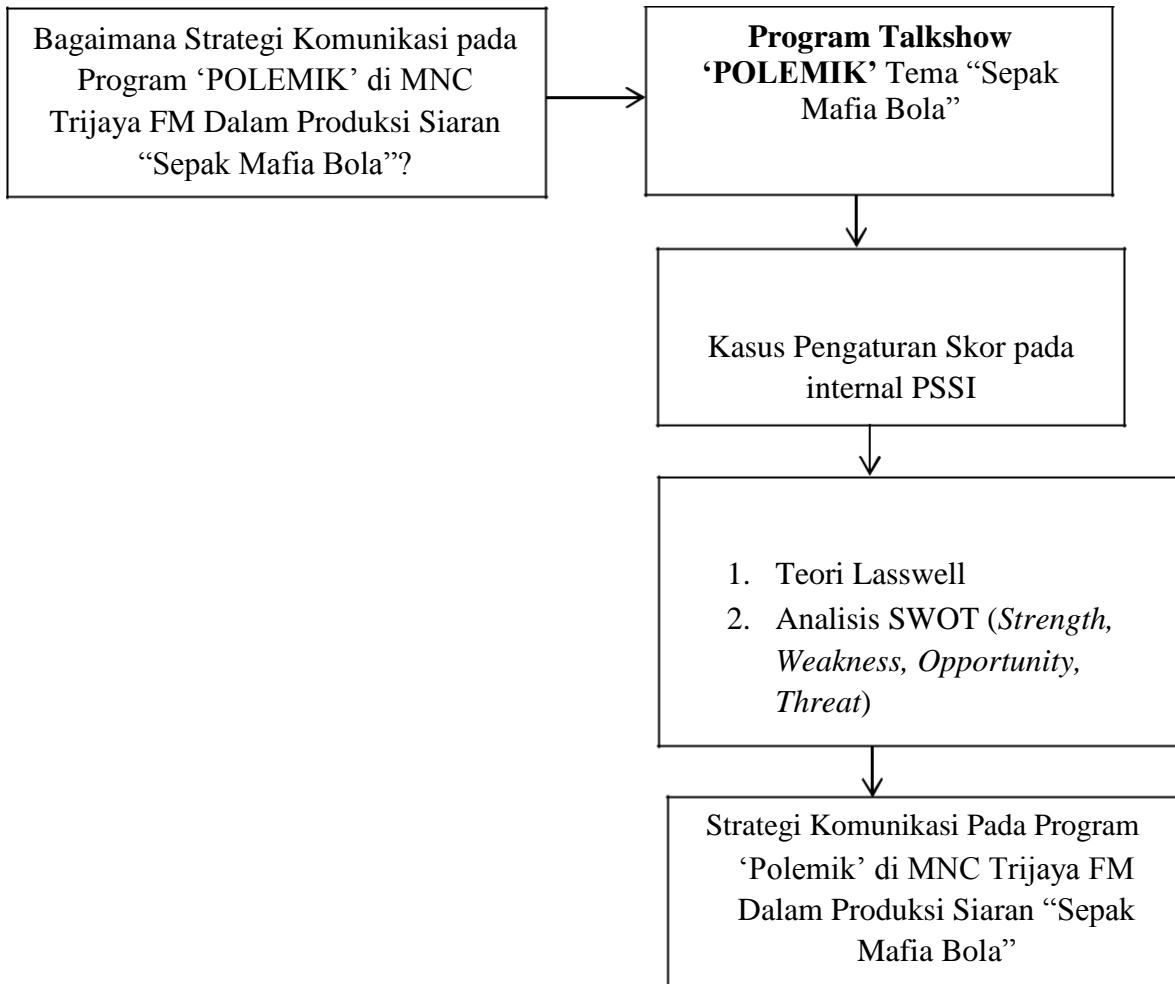 Bagaimana Strategi Komunikasi pada
Program ‘POLEMIK’ di MNC
Trijaya FM Dalam Produksi Siaran
“Sepak Mafia Bola”?
Program Talkshow
‘POLEMIK’ Tema “Sepak
Mafia Bola”
Kasus Pengaturan Skor pada
internal PSSI
1. Teori Lasswell
2. Analisis SWOT (Strength,
Weakness, Opportunity,
Threat)
Strategi Komunikasi Pada Program
‘Polemik’ di MNC Trijaya FM
Dalam Produksi Siaran “Sepak
Mafia Bola”